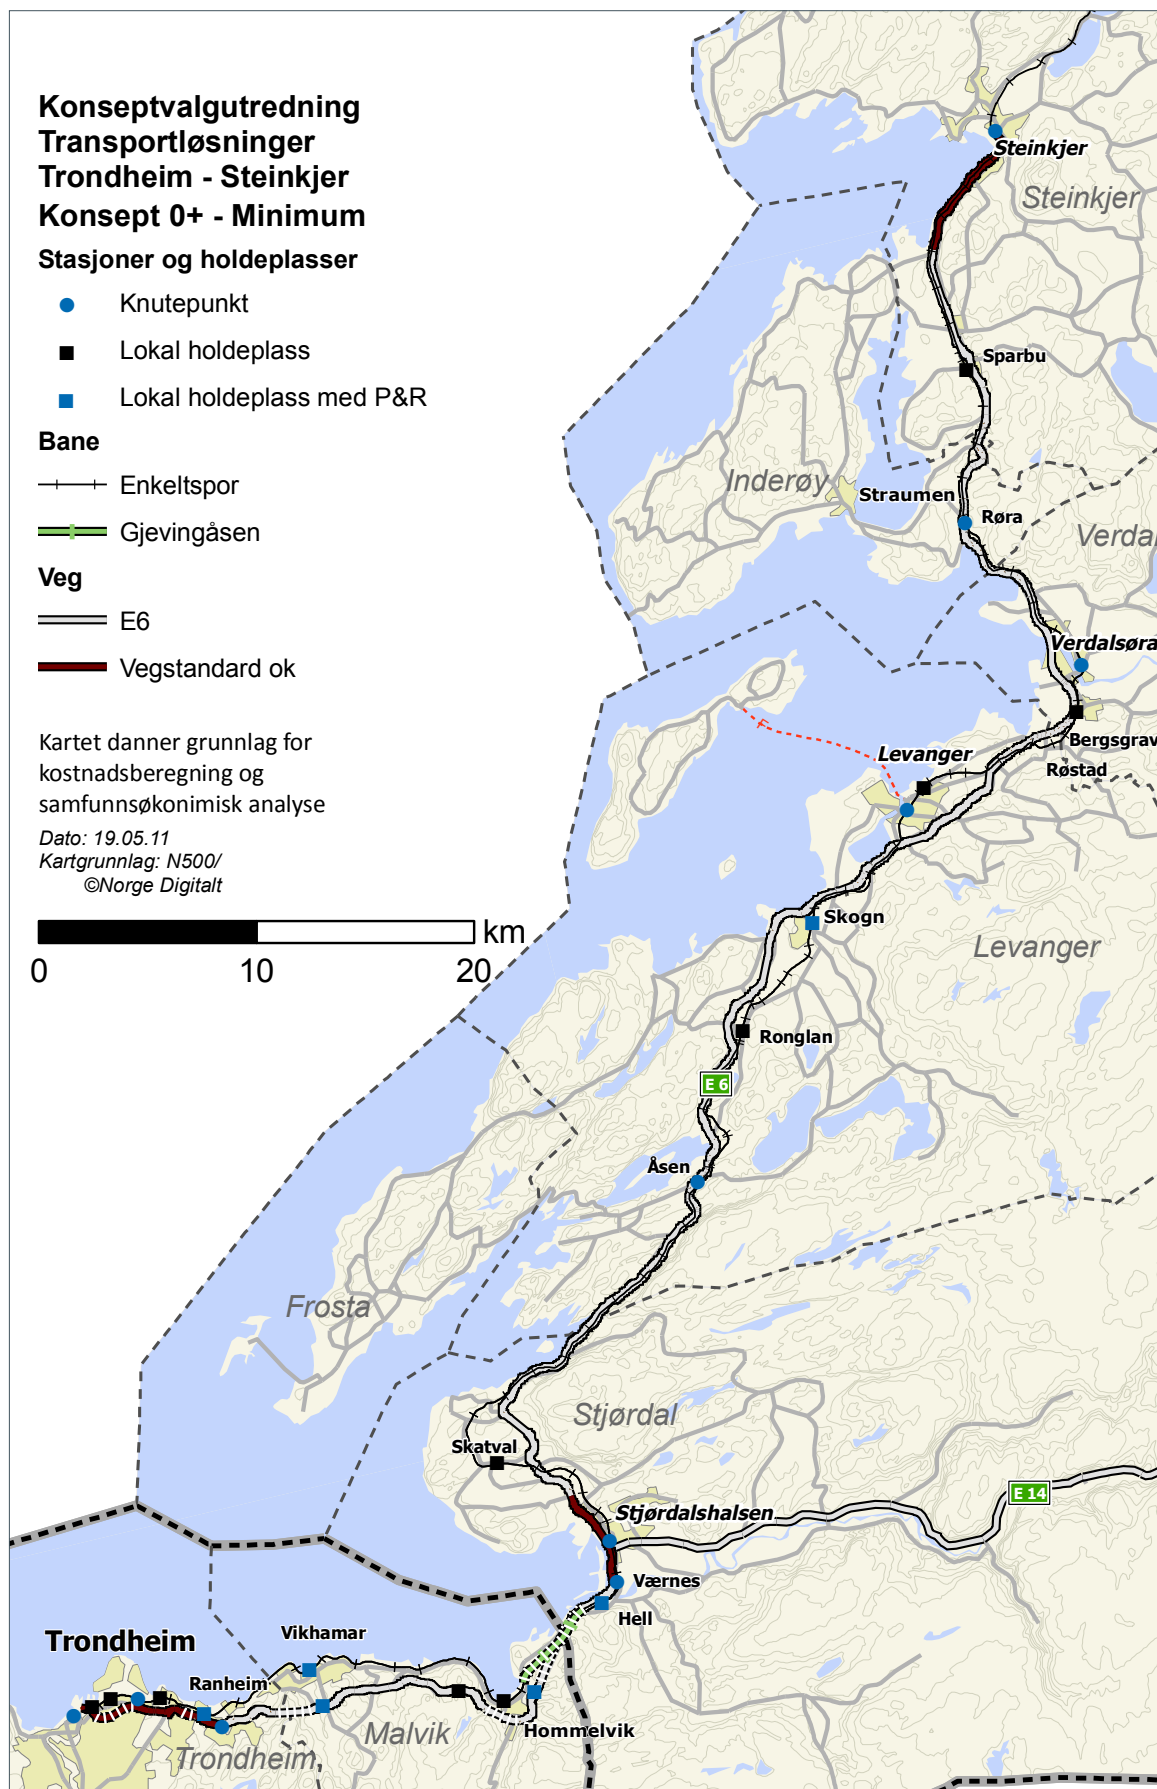 Konseptvalgutredning
Transportløsninger
Trondheim - Steinkjer
Konsept 0+ - Minimum
Stasjoner og holdeplasser
Knutepunkt
Lokal holdeplass
Lokal holdeplass med P&R
Bane
Enkeltspor
Gjevingåsen
Veg
E6
Vegstandard ok
Kartet danner grunnlag for
kostnadsberegning og
samfunnsøkonimisk analyse
Dato: 19.05.11
Kartgrunnlag: N500/
©Norge Digitalt
km
0 10 20
Steinkjer
Steinkjer
Sparbu
Inderøy
Straumen
Røra
Verdal
Verdalsøra
Bergsgrav
Røstad
Levanger
Skogn
Levanger
Ronglan
E 6
Åsen
Frosta
Stjørdal
Skatval
E 14
Stjørdalshalsen
Værnes
Hell
Trondheim
Vikhamar
Ranheim
Hommelvik
Malvik
Trondheim